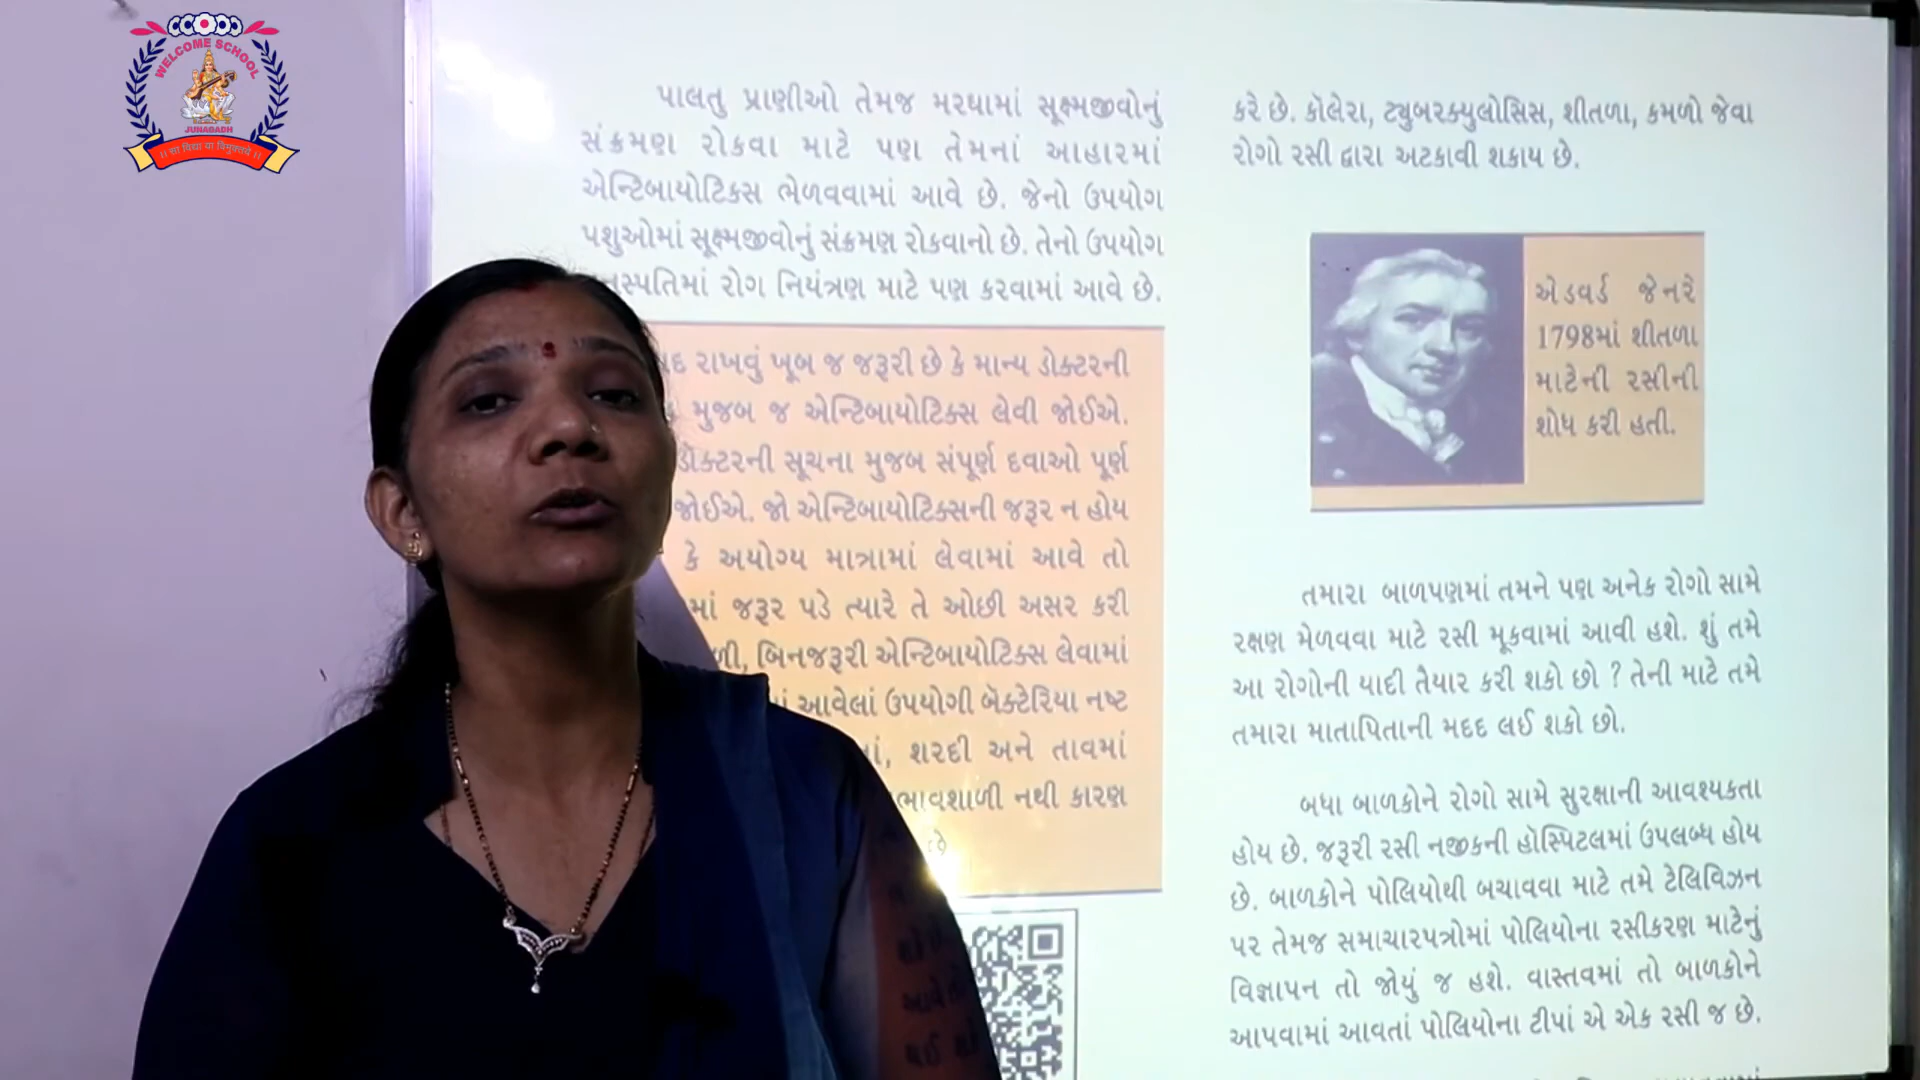 WELCOME SCHOOL
JUNAGADH
॥ सा विद्या या विमुक्तये ॥
પાલતુ પ્રાણીઓ તેમજ મરઘામાં સૂક્ષ્મજીવોનું
સંક્રમણ રોકવા માટે પણ તેમનાં આહારમાં
એન્ટિબાયોટિક્સ ભેળવવામાં આવે છે. જેનો ઉપયોગ
પશુઓમાં સૂક્ષ્મજીવોનું સંક્રમણ રોકવાનો છે. તેનો ઉપયોગ
રોગ નિયંત્રણ માટે પણ કરવામાં આવે છે.
રાખવું ખૂબ જ જરૂરી છે કે માન્ય ડોક્ટરની
મુજબ જ એન્ટિબાયોટિક્સ લેવી જોઈએ.
ડૉક્ટરની સૂચના મુજબ સંપૂર્ણ દવાઓ પૂર્ણ
જોઈએ. જો એન્ટિબાયોટિક્સની જરૂર ન હોય
કે અયોગ્ય માત્રામાં લેવામાં આવે તો
જરૂર પડે ત્યારે તે ઓછી અસર કરી
બિનજરૂરી એન્ટિબાયોટિક્સ લેવામાં
આવેલાં ઉપયોગી બૅક્ટેરિયા નષ્ટ
શરદી અને તાવમાં
નથી કારણ
છે
કરે છે. કૉલેરા, ટ્યુબરક્યુલોસિસ, શીતળા, કમળો જેવા
રોગો રસી દ્વારા અટકાવી શકાય છે.
એડવર્ડ જેનરે
1798માં શીતળા
માટેની રસીની
શોધ કરી હતી.
તમારા બાળપણમાં તમને પણ અનેક રોગો સામે
રક્ષણ મેળવવા માટે રસી મૂકવામાં આવી હશે. શું તમે
આ રોગોની યાદી તૈયાર કરી શકો છો ? તેની માટે તમે
તમારા માતાપિતાની મદદ લઈ શકો છો.
બધા બાળકોને રોગો સામે સુરક્ષાની આવશ્યકતા
હોય છે. જરૂરી રસી નજીકની હૉસ્પિટલમાં ઉપલબ્ધ હોય
છે. બાળકોને પોલિયોથી બચાવવા માટે તમે ટેલિવિઝન
પર તેમજ સમાચારપત્રોમાં પોલિયોના રસીકરણ માટેનું
વિજ્ઞાપન તો જોયું જ હશે. વાસ્તવમાં તો બાળકોને
આપવામાં આવતાં પોલિયોના ટીપાં એ એક રસી જ છે.